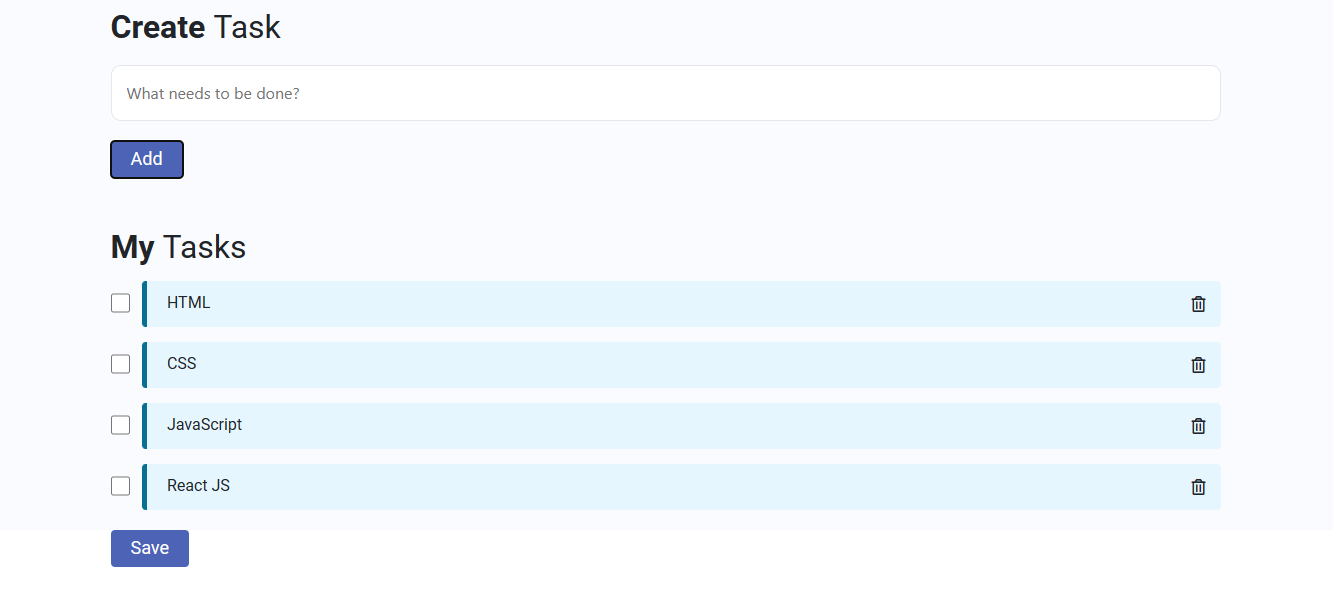 Create Task
What needs to be done?
Add
My Tasks
HTML
CSS
JavaScript
React JS
Save